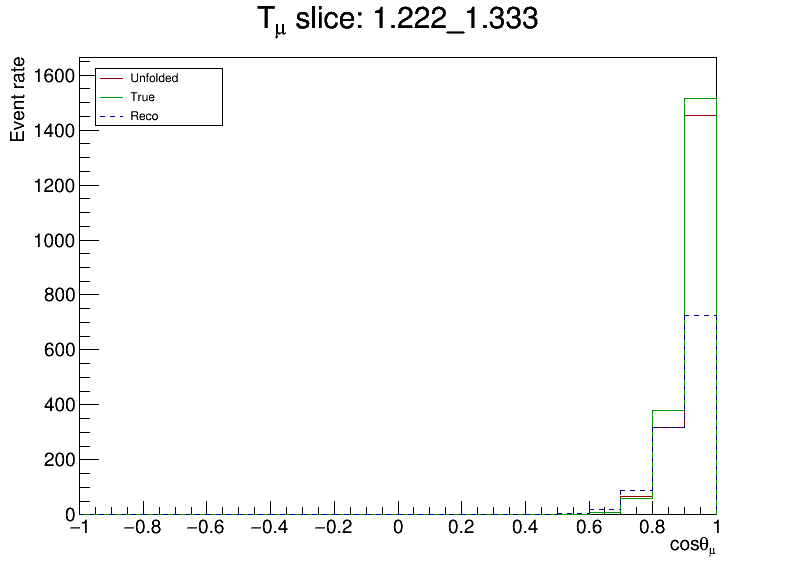 Tμ slice: 1.222_1.333
Event rate
1600
1400
1200
1000
800
600
400
200
0
Unfolded
True
Reco
−1 −0.8 −0.6 −0.4 −0.2 0 0.2 0.4 0.6 0.8 1
cosθμ